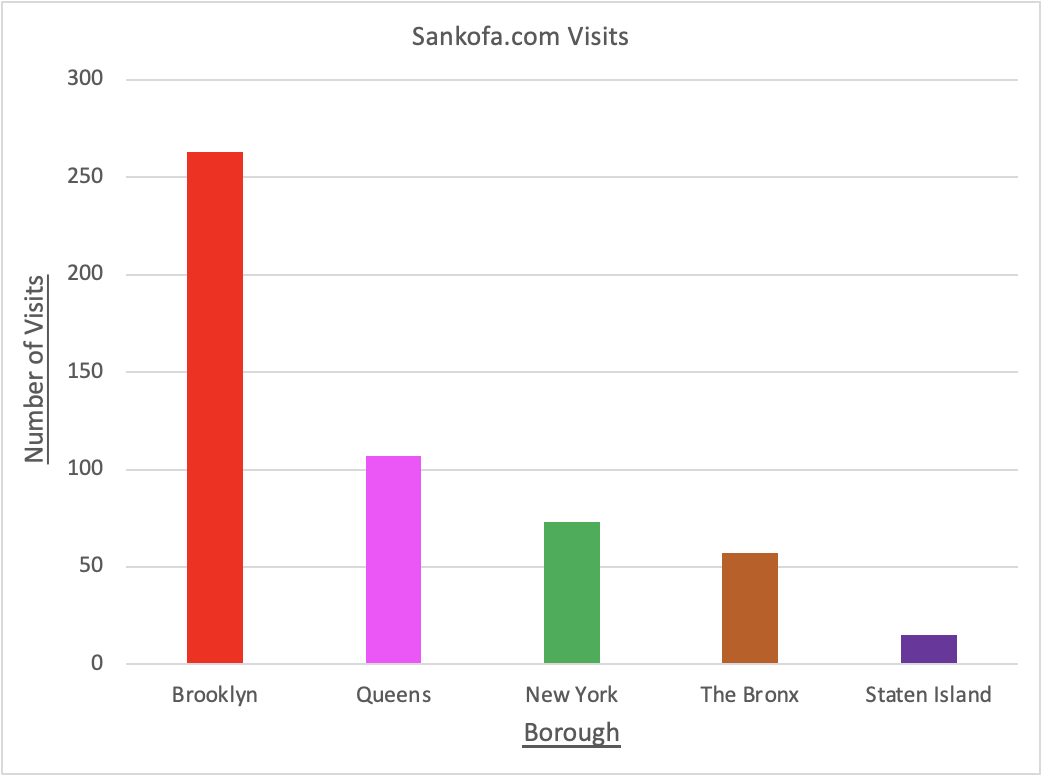 Sankofa.com Visits
300
250
200
150
100
50
0
Number of Visits
Brooklyn Queens New York The Bronx Staten Island
Borough